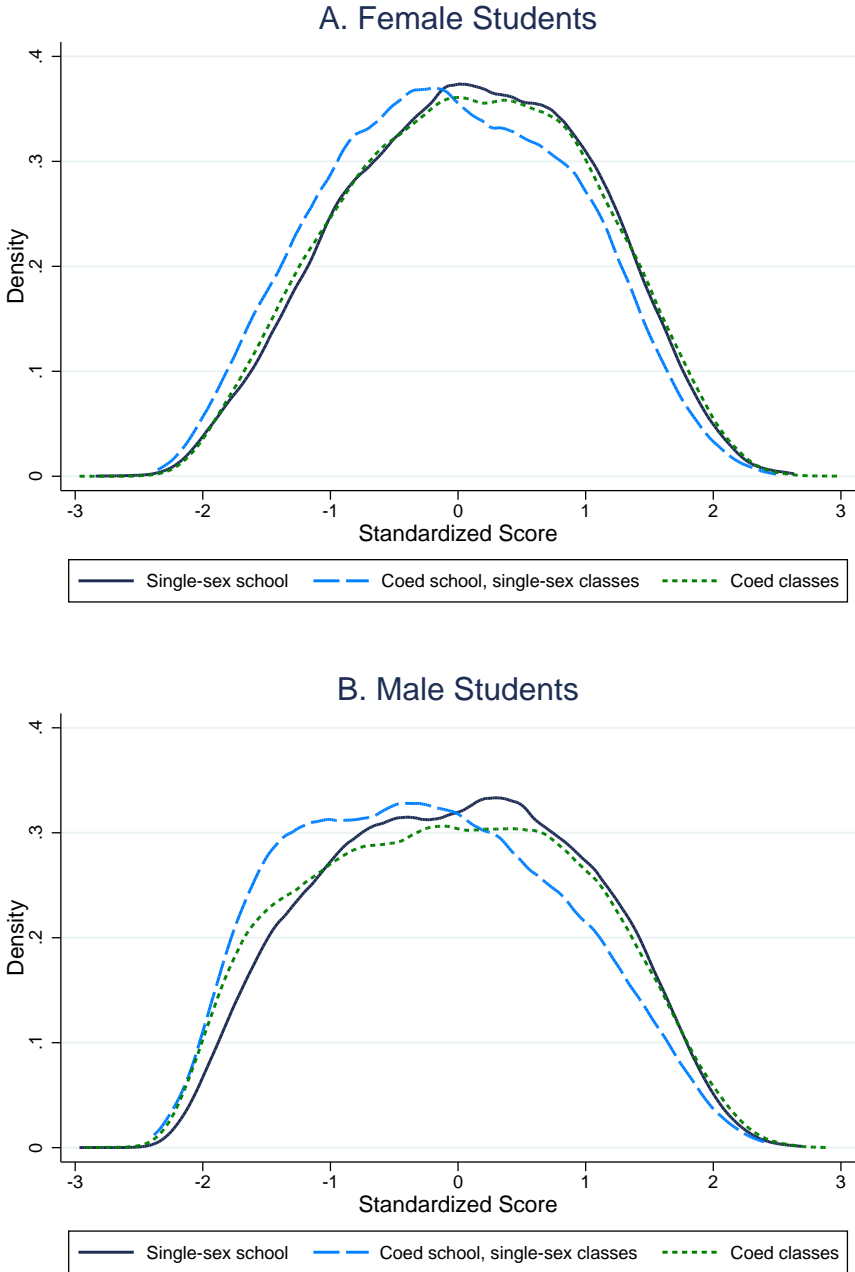 A. Female Students
.4
.3
.2
.1
0
Density
-3 -2 -1 0 1 2 3
Standardized Score
Single-sex school Coed school, single-sex classes Coed classes
B. Male Students
.4
.3
.2
.1
0
Density
-3 -2 -1 0 1 2 3
Standardized Score
Single-sex school Coed school, single-sex classes Coed classes